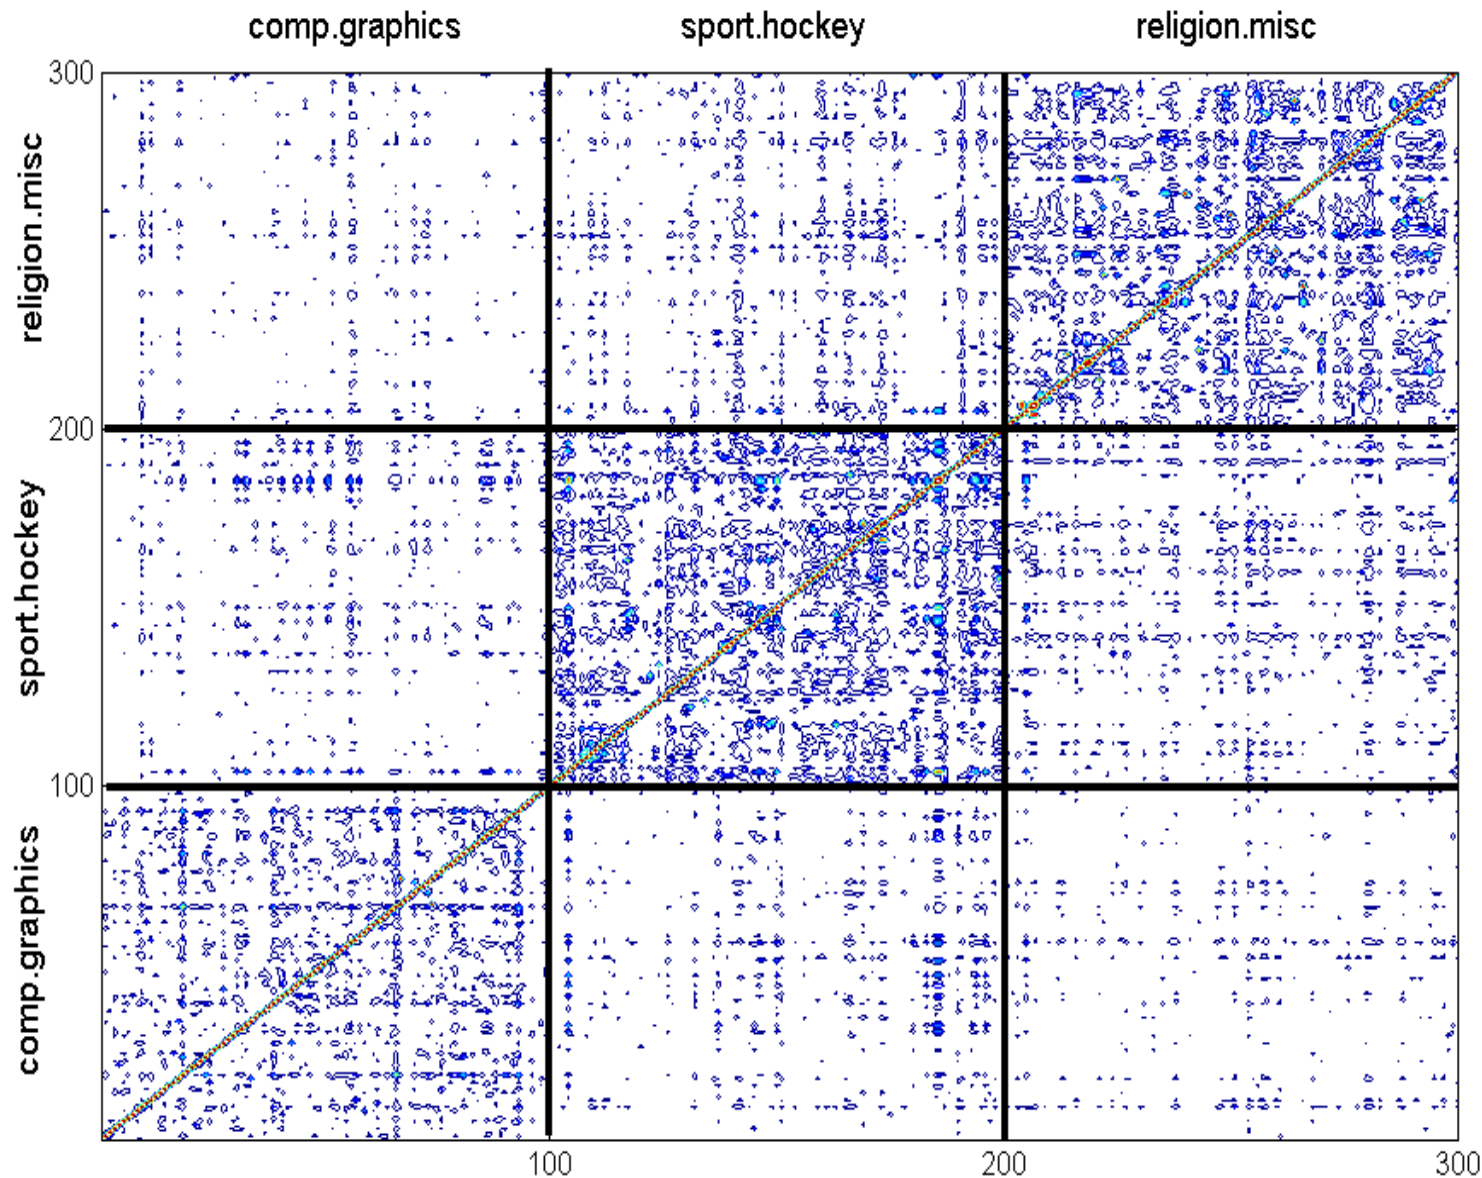 comp.graphics sport.hockey religion.misc
300
religion.misc
200
sport.hockey
100
comp.graphics
100 200 300